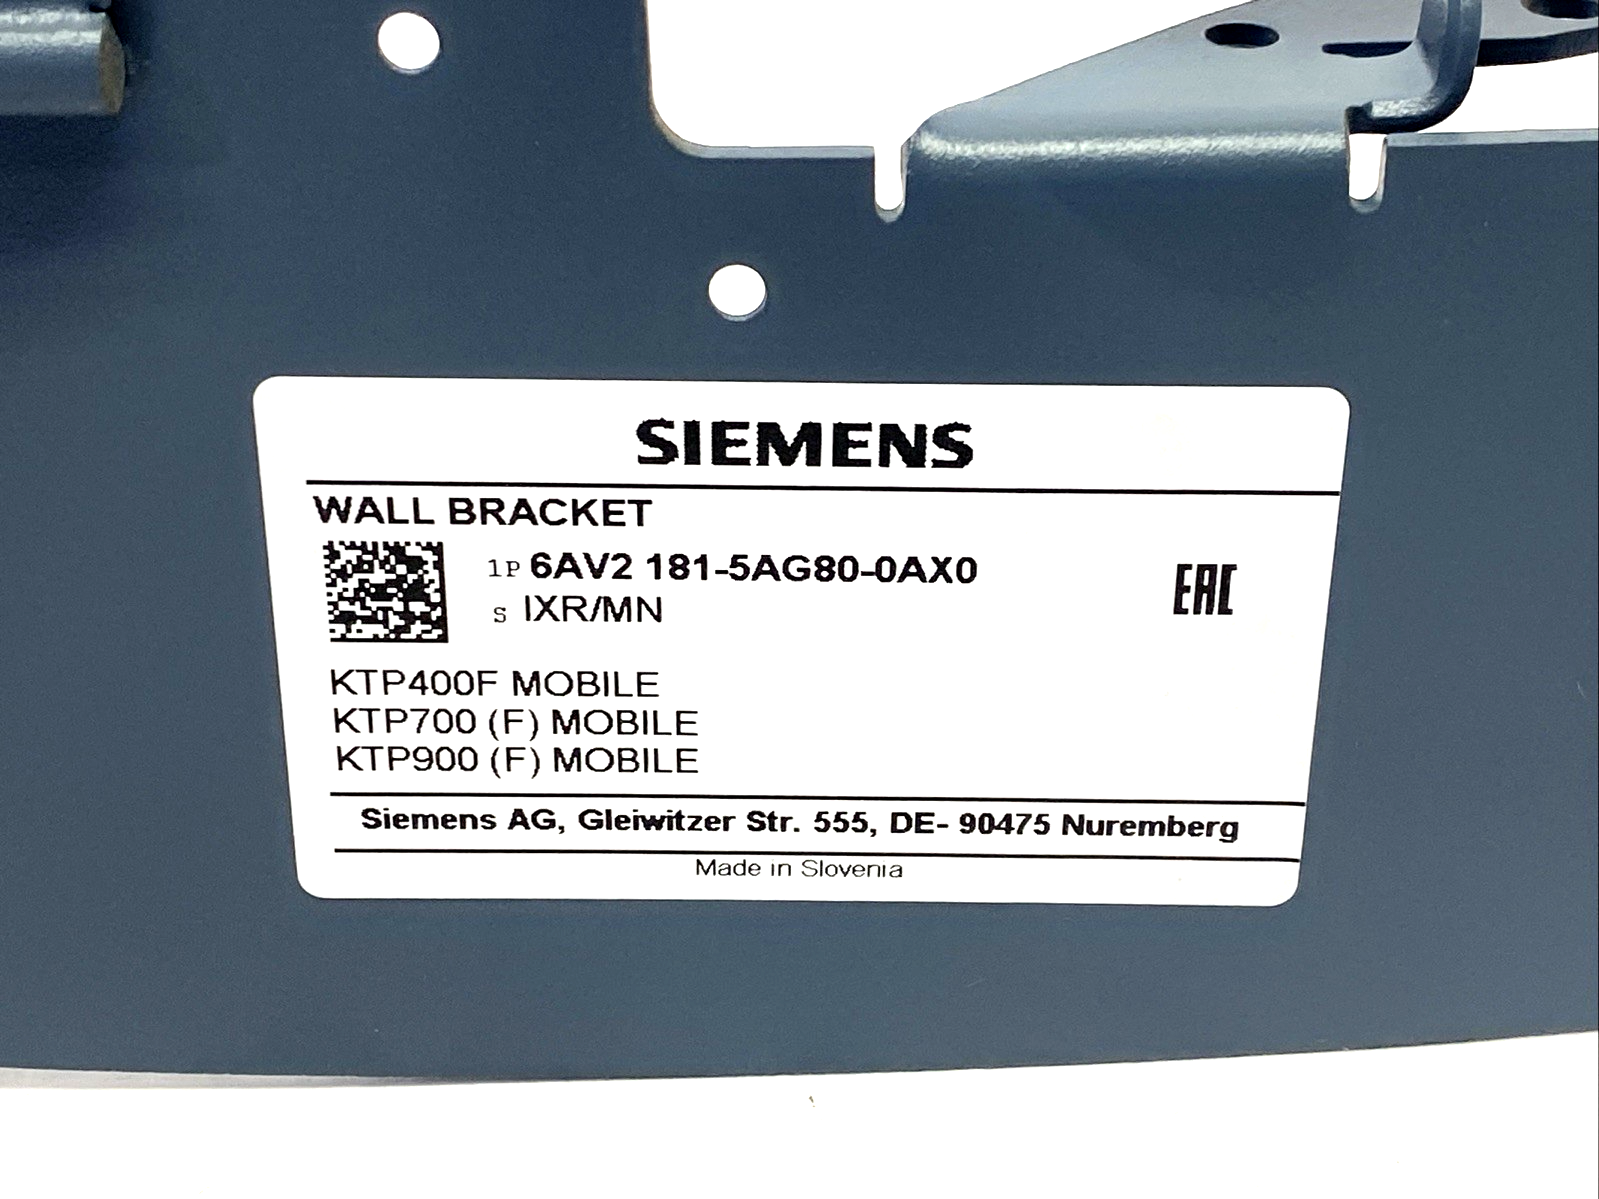 SIEMENS
WALL BRACKET
1P 6AV2 181-5AG80-0AX0
S IXR/MN
EAC
KTP400F MOBILE
KTP700 (F) MOBILE
KTP900 (F) MOBILE
Siemens AG, Gleiwitzer Str. 555, DE- 90475 Nuremberg
Made in Slovenia